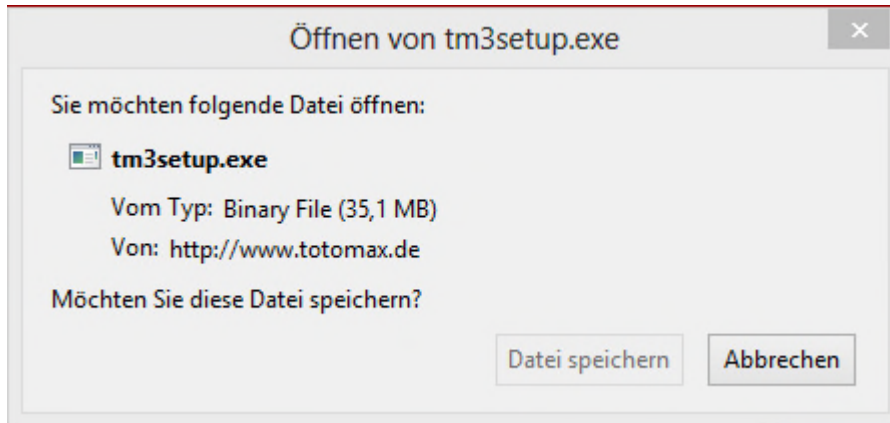 Öffnen von tm3setup.exe
Sie möchten folgende Datei öffnen:
tm3setup.exe
Vom Typ: Binary File (35,1 MB)
Von: http://www.totomax.de
Möchten Sie diese Datei speichern?
Datei speichern Abbrechen